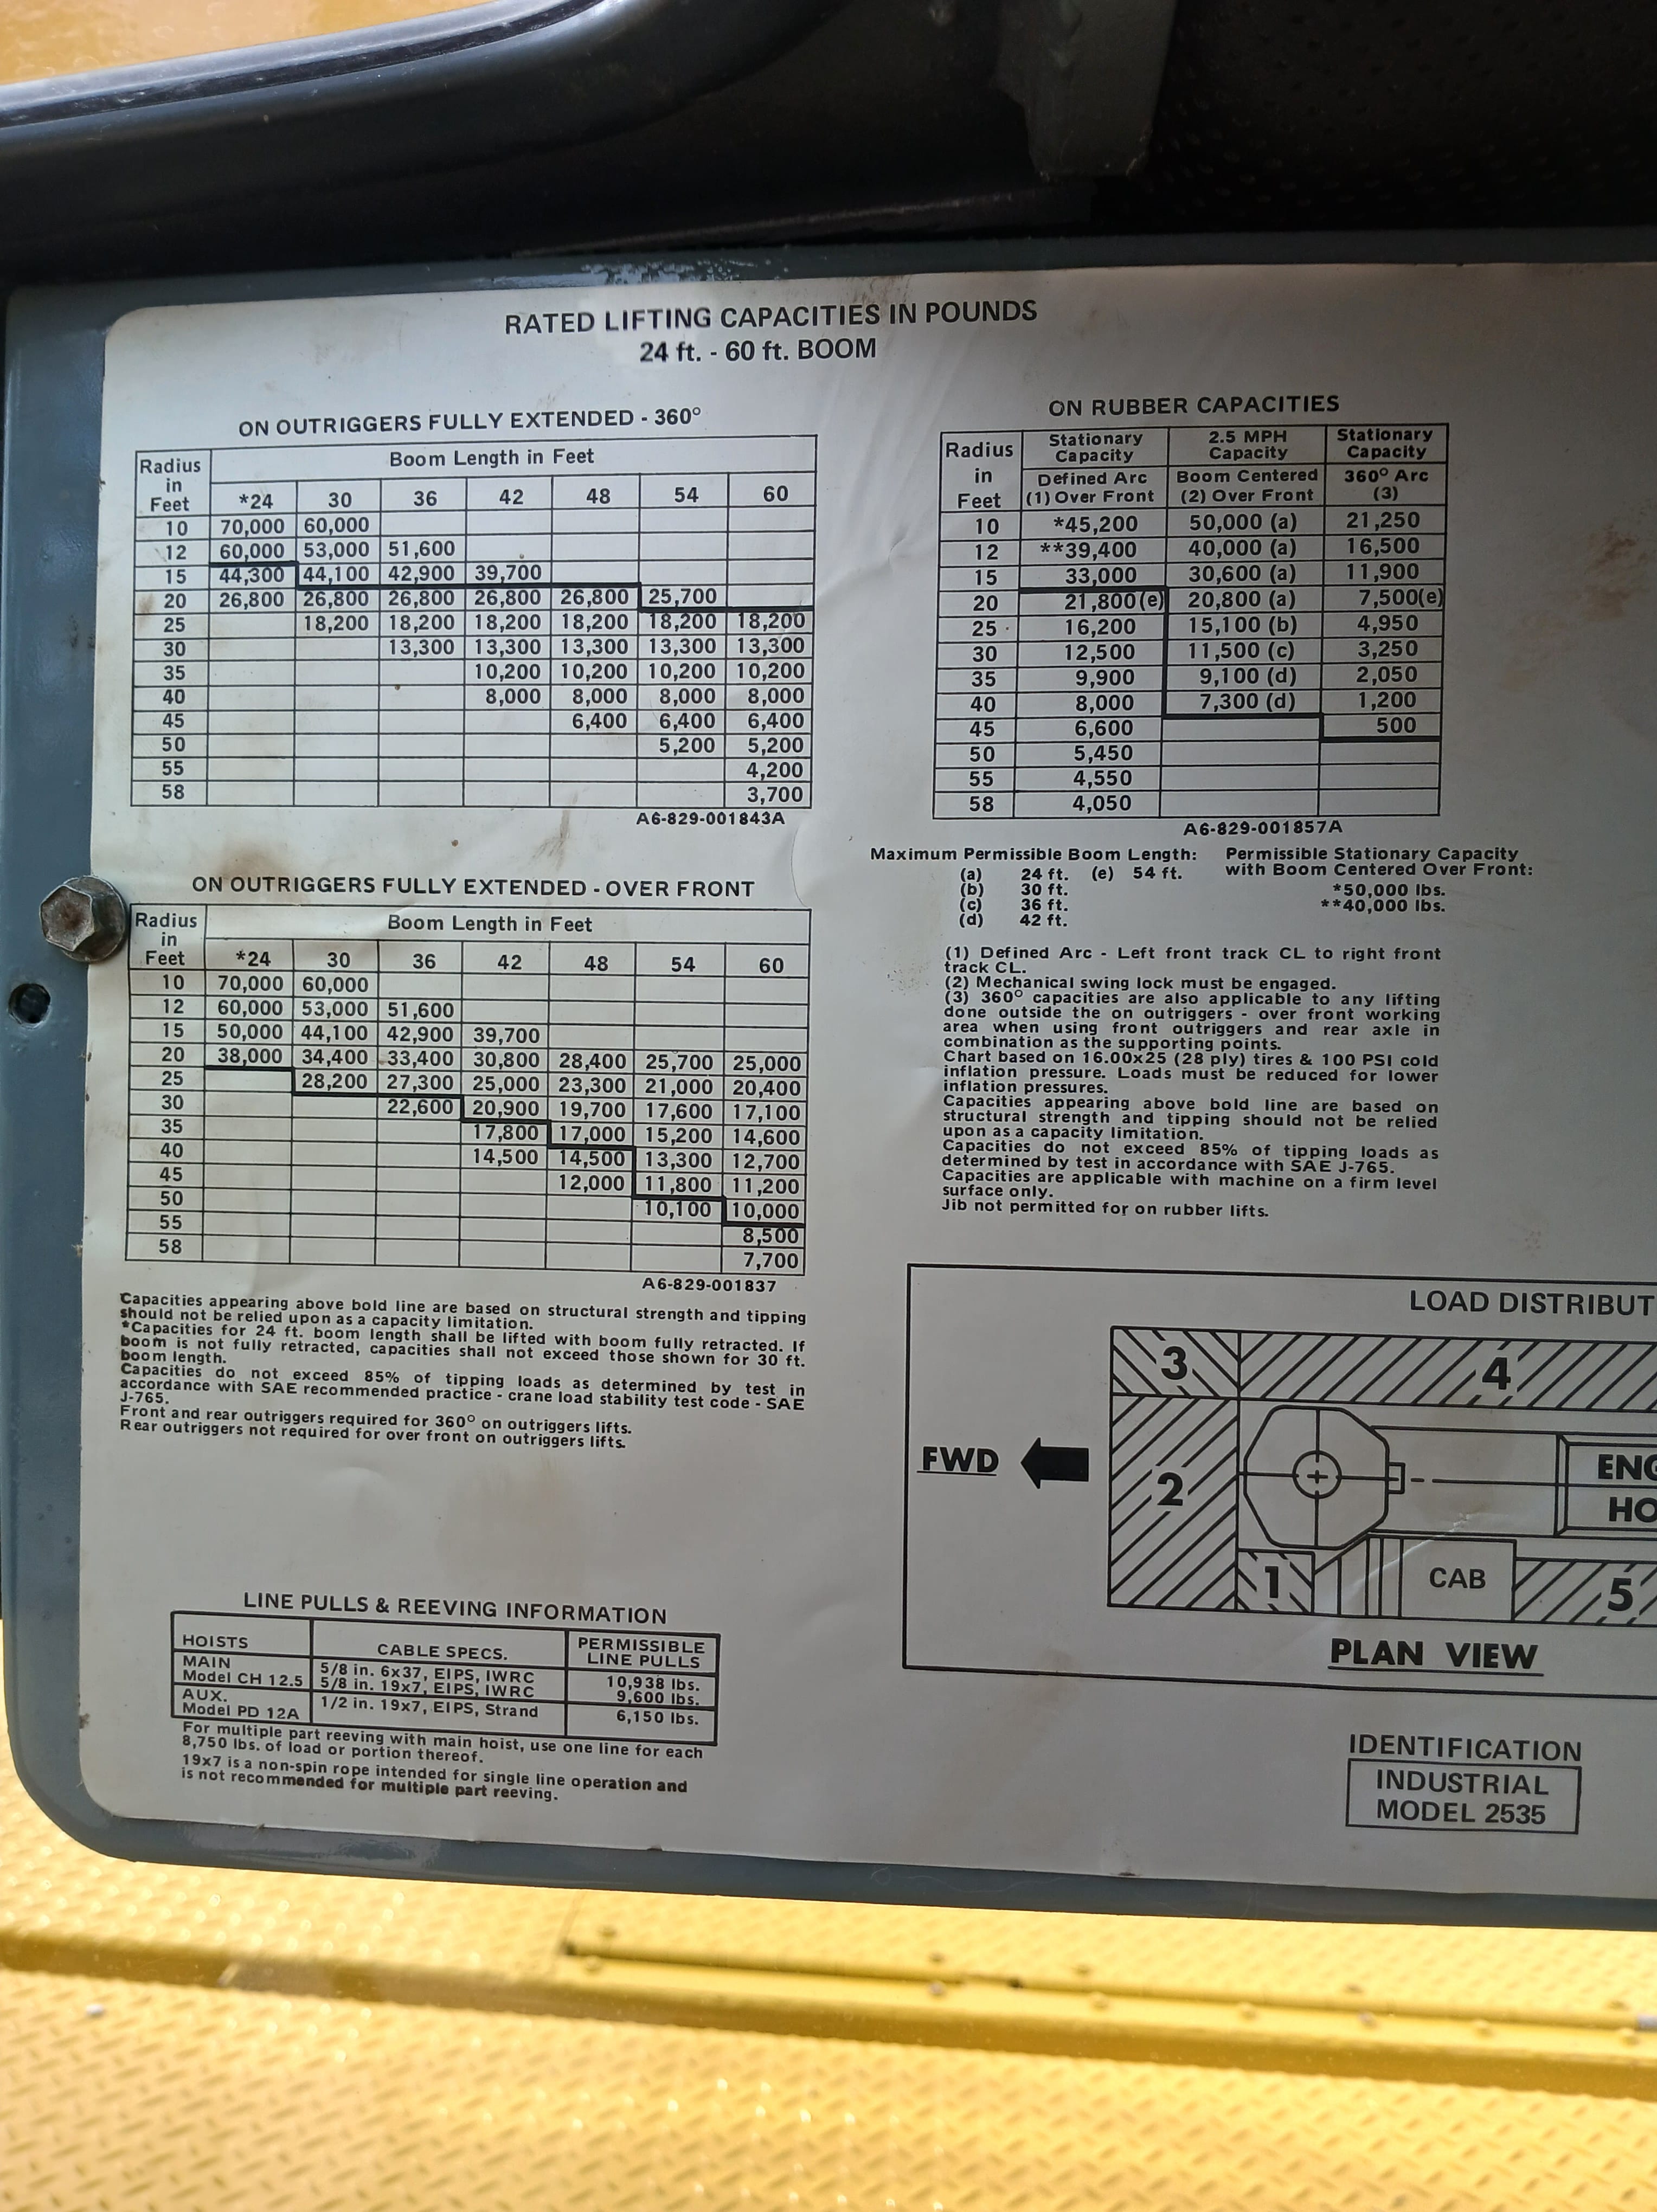 RATED LIFTING CAPACITIES IN POUNDS
24 ft. - 60 ft. BOOM
ON OUTRIGGERS FULLY EXTENDED - 360°
Radius in Feet Boom Length in Feet
*24 30 36 42 48 54 60
10 70,000 60,000
12 60,000 53,000 51,600
15 44,300 44,100 42,900 39,700
20 26,800 26,800 26,800 26,800 26,800 25,700
25 18,200 18,200 18,200 18,200 18,200 18,200
30 13,300 13,300 13,300 13,300 13,300
35 10,200 10,200 10,200 10,200
40 8,000 8,000 8,000 8,000
45 6,400 6,400 6,400
50 5,200 5,200
55 4,200
58 3,700
A6-829-001843A
ON OUTRIGGERS FULLY EXTENDED - OVER FRONT
Radius in Feet Boom Length in Feet
*24 30 36 42 48 54 60
10 70,000 60,000
12 60,000 53,000 51,600
15 50,000 44,100 42,900 39,700
20 38,000 34,400 33,400 30,800 28,400 25,700 25,000
25 28,200 27,300 25,000 23,300 21,000 20,400
30 22,600 20,900 19,700 17,600 17,100
35 17,800 17,000 15,200 14,600
40 14,500 14,500 13,300 12,700
45 12,000 11,800 11,200
50 10,100 10,000
55 8,500
58 7,700
A6-829-001837
Capacities appearing above bold line are based on structural strength and tipping
should not be relied upon as a capacity limitation.
*Capacities for 24 ft. boom length shall be lifted with boom fully retracted. If
boom is not fully retracted, capacities shall not exceed those shown for 30 ft.
boom length.
Capacities do not exceed 85% of tipping loads as determined by test in
accordance with SAE recommended practice - crane load stability test code - SAE
J-765.
Front and rear outriggers required for 360° on outriggers lifts.
Rear outriggers not required for over front on outriggers lifts.
LINE PULLS & REEVING INFORMATION
HOISTS CABLE SPECS. PERMISSIBLE LINE PULLS
MAIN 5/8 in. 6x37, EIPS, IWRC 10,938 lbs.
Model CH 12.5 5/8 in. 19x7, EIPS, IWRC 9,600 lbs.
AUX. 1/2 in. 19x7, EIPS, Strand 6,150 lbs.
Model PD 12A
For multiple part reeving with main hoist, use one line for each
8,750 lbs. of load or portion thereof.
19x7 is a non-spin rope intended for single line operation and
is not recommended for multiple part reeving.
ON RUBBER CAPACITIES
Radius in Feet Stationary Capacity 2.5 MPH Capacity Stationary Capacity
Defined Arc (1) Over Front Boom Centered (2) Over Front 360° Arc (3)
10 *45,200 50,000 (a) 21,250
12 **39,400 40,000 (a) 16,500
15 33,000 30,600 (a) 11,900
20 21,800(e) 20,800 (a) 7,500(e)
25 16,200 15,100 (b) 4,950
30 12,500 11,500 (c) 3,250
35 9,900 9,100 (d) 2,050
40 8,000 7,300 (d) 1,200
45 6,600 500
50 5,450
55 4,550
58 4,050
A6-829-001857A
Maximum Permissible Boom Length:
(a) 24 ft. (e) 54 ft.
(b) 30 ft.
(c) 36 ft.
(d) 42 ft.
Permissible Stationary Capacity
with Boom Centered Over Front:
*50,000 lbs.
**40,000 lbs.
(1) Defined Arc - Left front track CL to right front
track CL.
(2) Mechanical swing lock must be engaged.
(3) 360° capacities are also applicable to any lifting
done outside the on outriggers - over front working
area when using front outriggers and rear axle in
combination as the supporting points.
Chart based on 16.00x25 (28 ply) tires & 100 PSI cold
inflation pressure. Loads must be reduced for lower
inflation pressures.
Capacities appearing above bold line are based on
structural strength and tipping should not be relied
upon as a capacity limitation.
Capacities do not exceed 85% of tipping loads as
determined by test in accordance with SAE J-765.
Capacities are applicable with machine on a firm level
surface only.
Jib not permitted for on rubber lifts.
LOAD DISTRIBUT
3
4
FWD
2
ENG
HO
1
CAB
5
PLAN VIEW
IDENTIFICATION
INDUSTRIAL
MODEL 2535